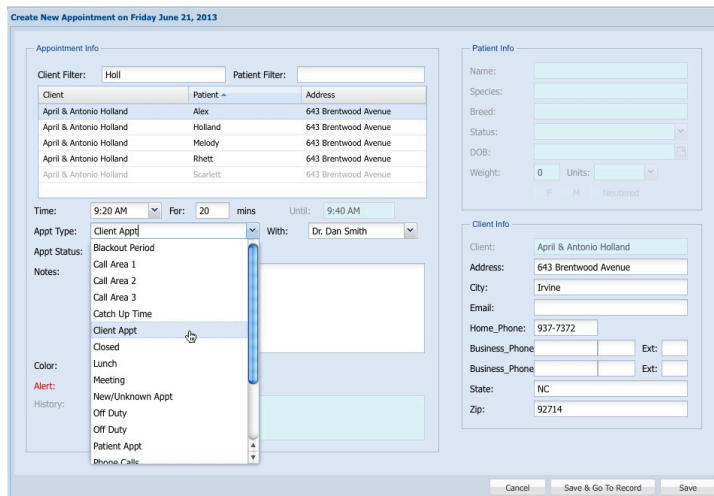 Create New Appointment on Friday June 21, 2013
Appointment Info
Client Filter: Holl Patient Filter:
Client Patient Address
April & Antonio Holland Alex 643 Brentwood Avenue
April & Antonio Holland Holland 643 Brentwood Avenue
April & Antonio Holland Melody 643 Brentwood Avenue
April & Antonio Holland Rhett 643 Brentwood Avenue
April & Antonio Holland Scarlett 643 Brentwood Avenue
Time: 9:20 AM For: 20 mins Until: 9:40 AM
Appt Type: Client Appt With: Dr. Dan Smith
Appt Status:
Notes:
Blackout Period
Call Area 1
Call Area 2
Call Area 3
Catch Up Time
Client Appt
Closed
Lunch
Meeting
New/Unknown Appt
Off Duty
Off Duty
Patient Appt
Phone Calls
Color:
Alert:
History:
Patient Info
Name:
Species:
Breed:
Status:
DOB:
Weight: 0 Units:
F M Neutered
Client Info
Client: April & Antonio Holland
Address: 643 Brentwood Avenue
City: Irvine
Email:
Home_Phone: 937-7372
Business_Phone Ext:
Business_Phone Ext:
State: NC
Zip: 92714
Cancel Save & Go To Record Save